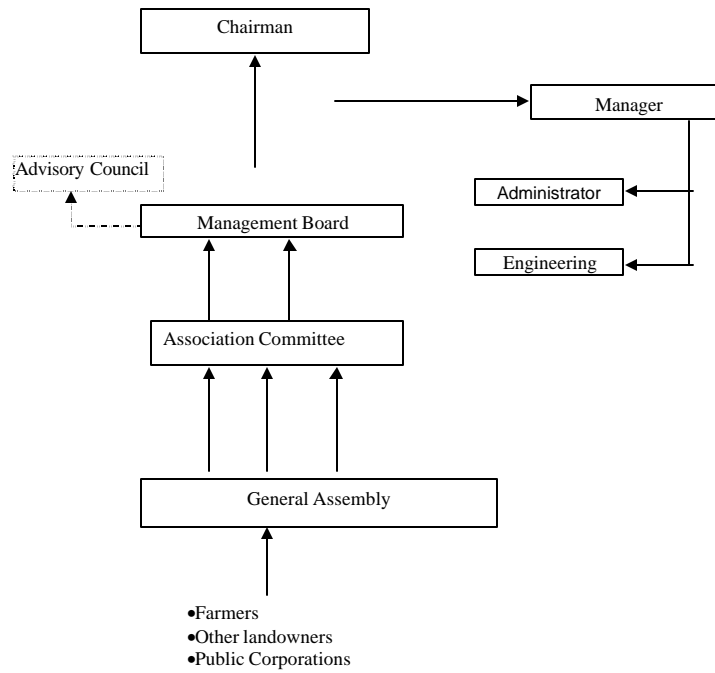 Chairman
Manager
Advisory Council
Administrator
Management Board
Engineering
Association Committee
General Assembly
•Farmers
•Other landowners
•Public Corporations